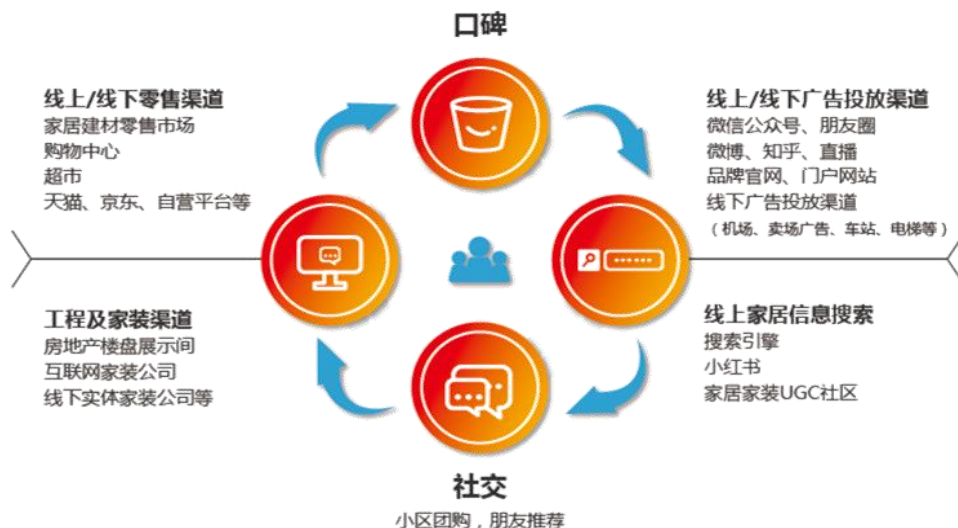 口碑
线上/线下零售渠道
家居建材零售市场
购物中心
超市
天猫、京东、自营平台等
线上/线下广告投放渠道
微信公众号、朋友圈
微博、知乎、直播
品牌官网、门户网站
线下广告投放渠道
（机场、卖场广告、车站、电梯等）
工程及家装渠道
房地产楼盘展示间
互联网家装公司
线下实体家装公司等
线上家居信息搜索
搜索引擎
小红书
家居家装UGC社区
社交
小区团购，朋友推荐